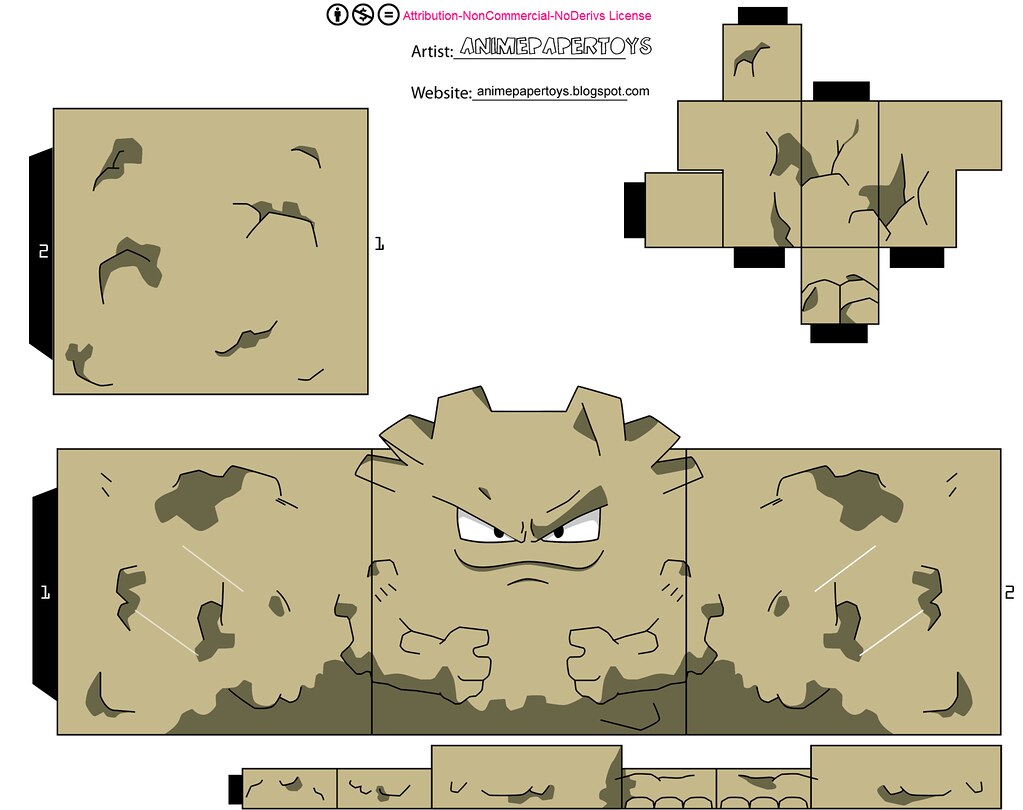 Attribution-NonCommercial-NoDerivs License
Artist: ANIMEPAPERTOYS
Website: animepapertoys.blogspot.com
2
1
1
2